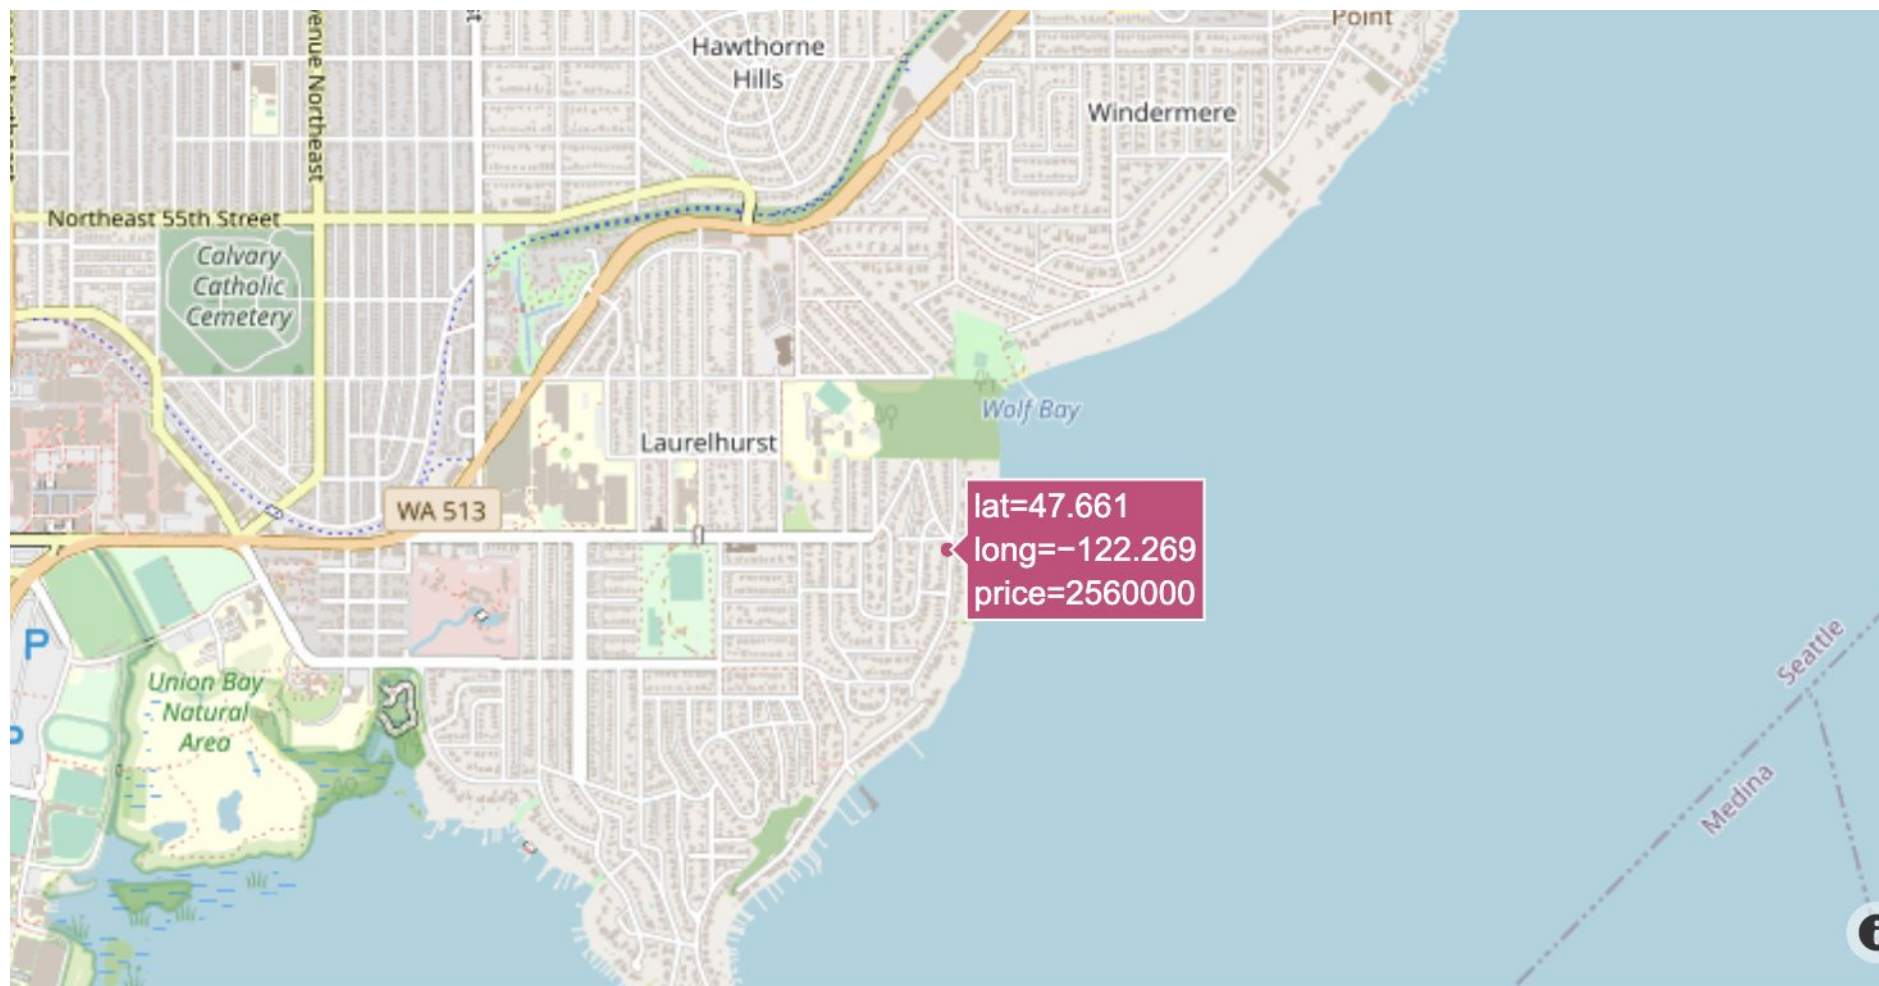 Point
Hawthorne
Hills
Windermere
enue Northeast
Northeast 55th Street
Calvary
Catholic
Cemetery
Wolf Bay
Laurelhurst
WA 513
lat=47.661
long=−122.269
price=2560000
P
Union Bay
Natural
Area
P
Seattle
Medina
i